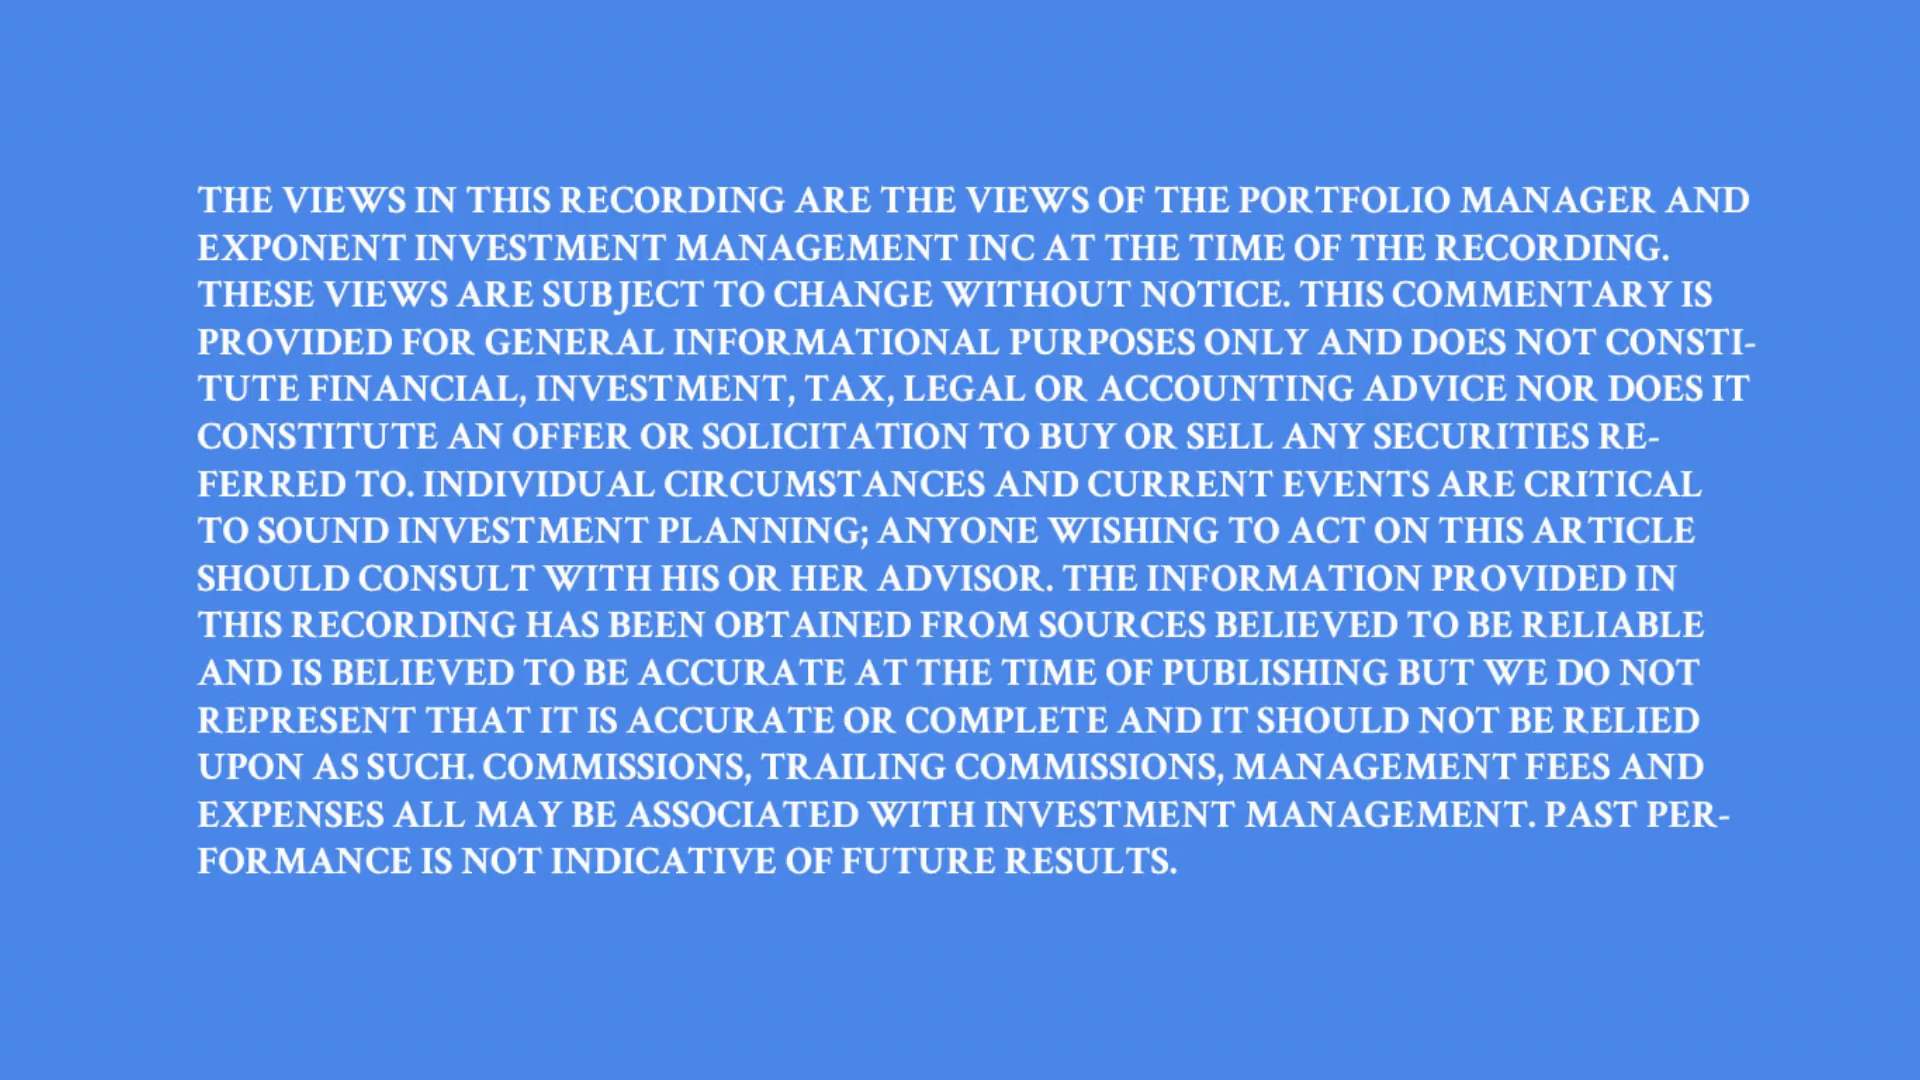 THE VIEWS IN THIS RECORDING ARE THE VIEWS OF THE PORTFOLIO MANAGER AND
EXPONENT INVESTMENT MANAGEMENT INC AT THE TIME OF THE RECORDING.
THESE VIEWS ARE SUBJECT TO CHANGE WITHOUT NOTICE. THIS COMMENTARY IS
PROVIDED FOR GENERAL INFORMATIONAL PURPOSES ONLY AND DOES NOT CONSTI-
TUTE FINANCIAL, INVESTMENT, TAX, LEGAL OR ACCOUNTING ADVICE NOR DOES IT
CONSTITUTE AN OFFER OR SOLICITATION TO BUY OR SELL ANY SECURITIES RE-
FERRED TO. INDIVIDUAL CIRCUMSTANCES AND CURRENT EVENTS ARE CRITICAL
TO SOUND INVESTMENT PLANNING; ANYONE WISHING TO ACT ON THIS ARTICLE
SHOULD CONSULT WITH HIS OR HER ADVISOR. THE INFORMATION PROVIDED IN
THIS RECORDING HAS BEEN OBTAINED FROM SOURCES BELIEVED TO BE RELIABLE
AND IS BELIEVED TO BE ACCURATE AT THE TIME OF PUBLISHING BUT WE DO NOT
REPRESENT THAT IT IS ACCURATE OR COMPLETE AND IT SHOULD NOT BE RELIED
UPON AS SUCH. COMMISSIONS, TRAILING COMMISSIONS, MANAGEMENT FEES AND
EXPENSES ALL MAY BE ASSOCIATED WITH INVESTMENT MANAGEMENT. PAST PER-
FORMANCE IS NOT INDICATIVE OF FUTURE RESULTS.